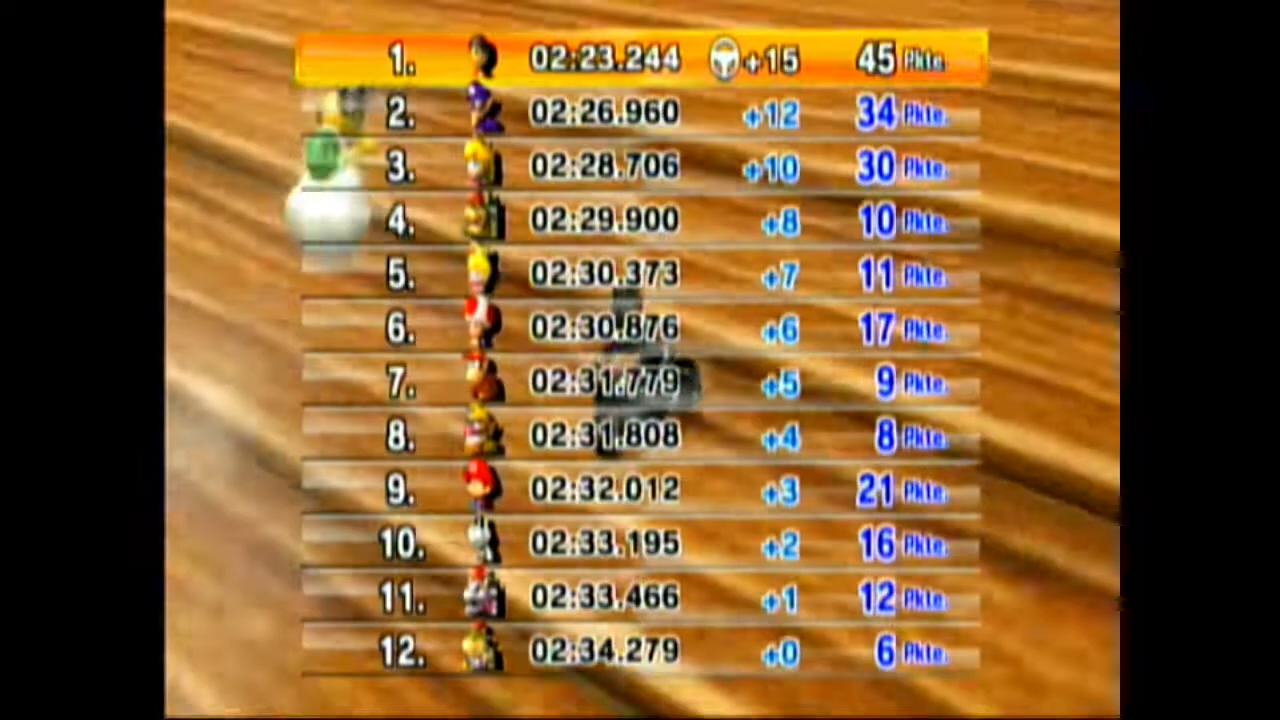 1. 02:23.244 +15 45 Pkte.
2. 02:26.960 +12 34 Pkte.
3. 02:28.706 +10 30 Pkte.
4. 02:29.900 +8 10 Pkte.
5. 02:30.373 +7 11 Pkte.
6. 02:30.876 +6 17 Pkte.
7. 02:31.779 +5 9 Pkte.
8. 02:31.808 +4 8 Pkte.
9. 02:32.012 +3 21 Pkte.
10. 02:33.195 +2 16 Pkte.
11. 02:33.466 +1 12 Pkte.
12. 02:34.279 +0 6 Pkte.